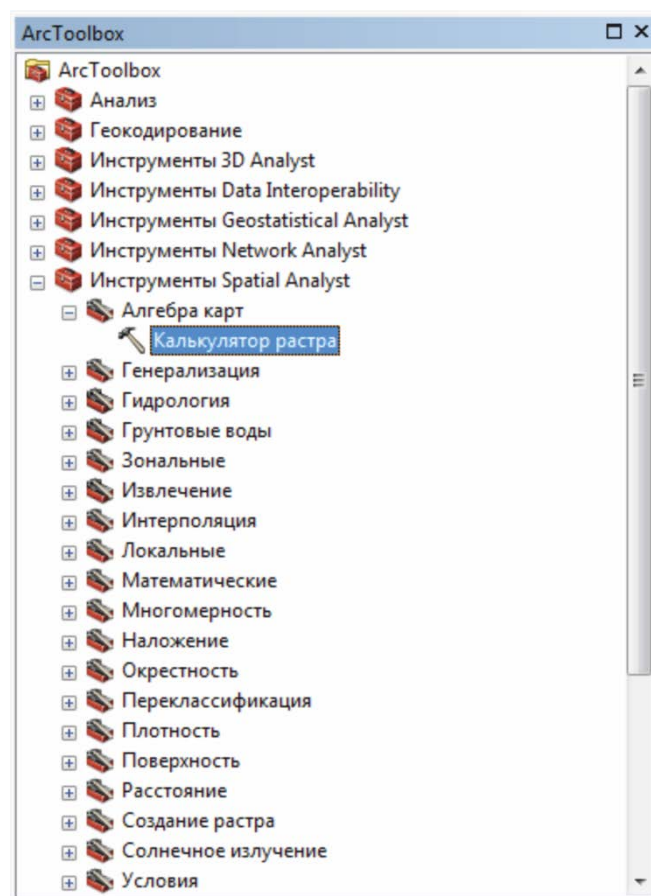 ArcToolbox
ArcToolbox
Анализ
Геокодирование
Инструменты 3D Analyst
Инструменты Data Interoperability
Инструменты Geostatistical Analyst
Инструменты Network Analyst
Инструменты Spatial Analyst
Алгебра карт
Калькулятор растра
Генерализация
Гидрология
Грунтовые воды
Зональные
Извлечение
Интерполяция
Локальные
Математические
Многомерность
Наложение
Окрестность
Переклассификация
Плотность
Поверхность
Расстояние
Создание растра
Солнечное излучение
Условия